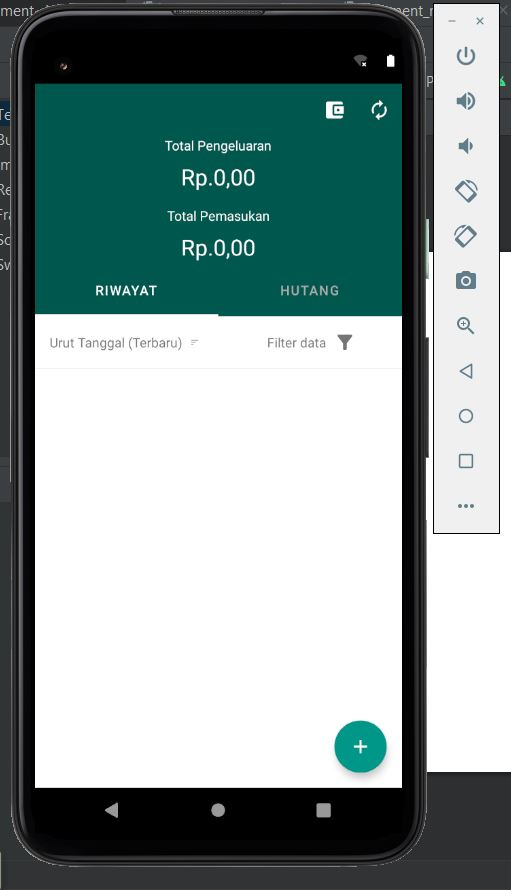 Total Pengeluaran
Rp.0,00
Total Pemasukan
Rp.0,00
RIWAYAT HUTANG
Urut Tanggal (Terbaru) Filter data